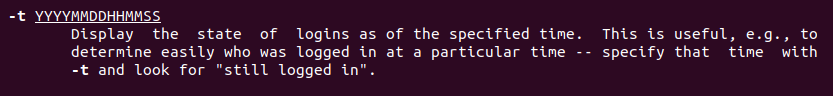 -t YYYYMMDDHHMMSS
Display the state of logins as of the specified time. This is useful, e.g., to
determine easily who was logged in at a particular time -- specify that time with
-t and look for "still logged in".